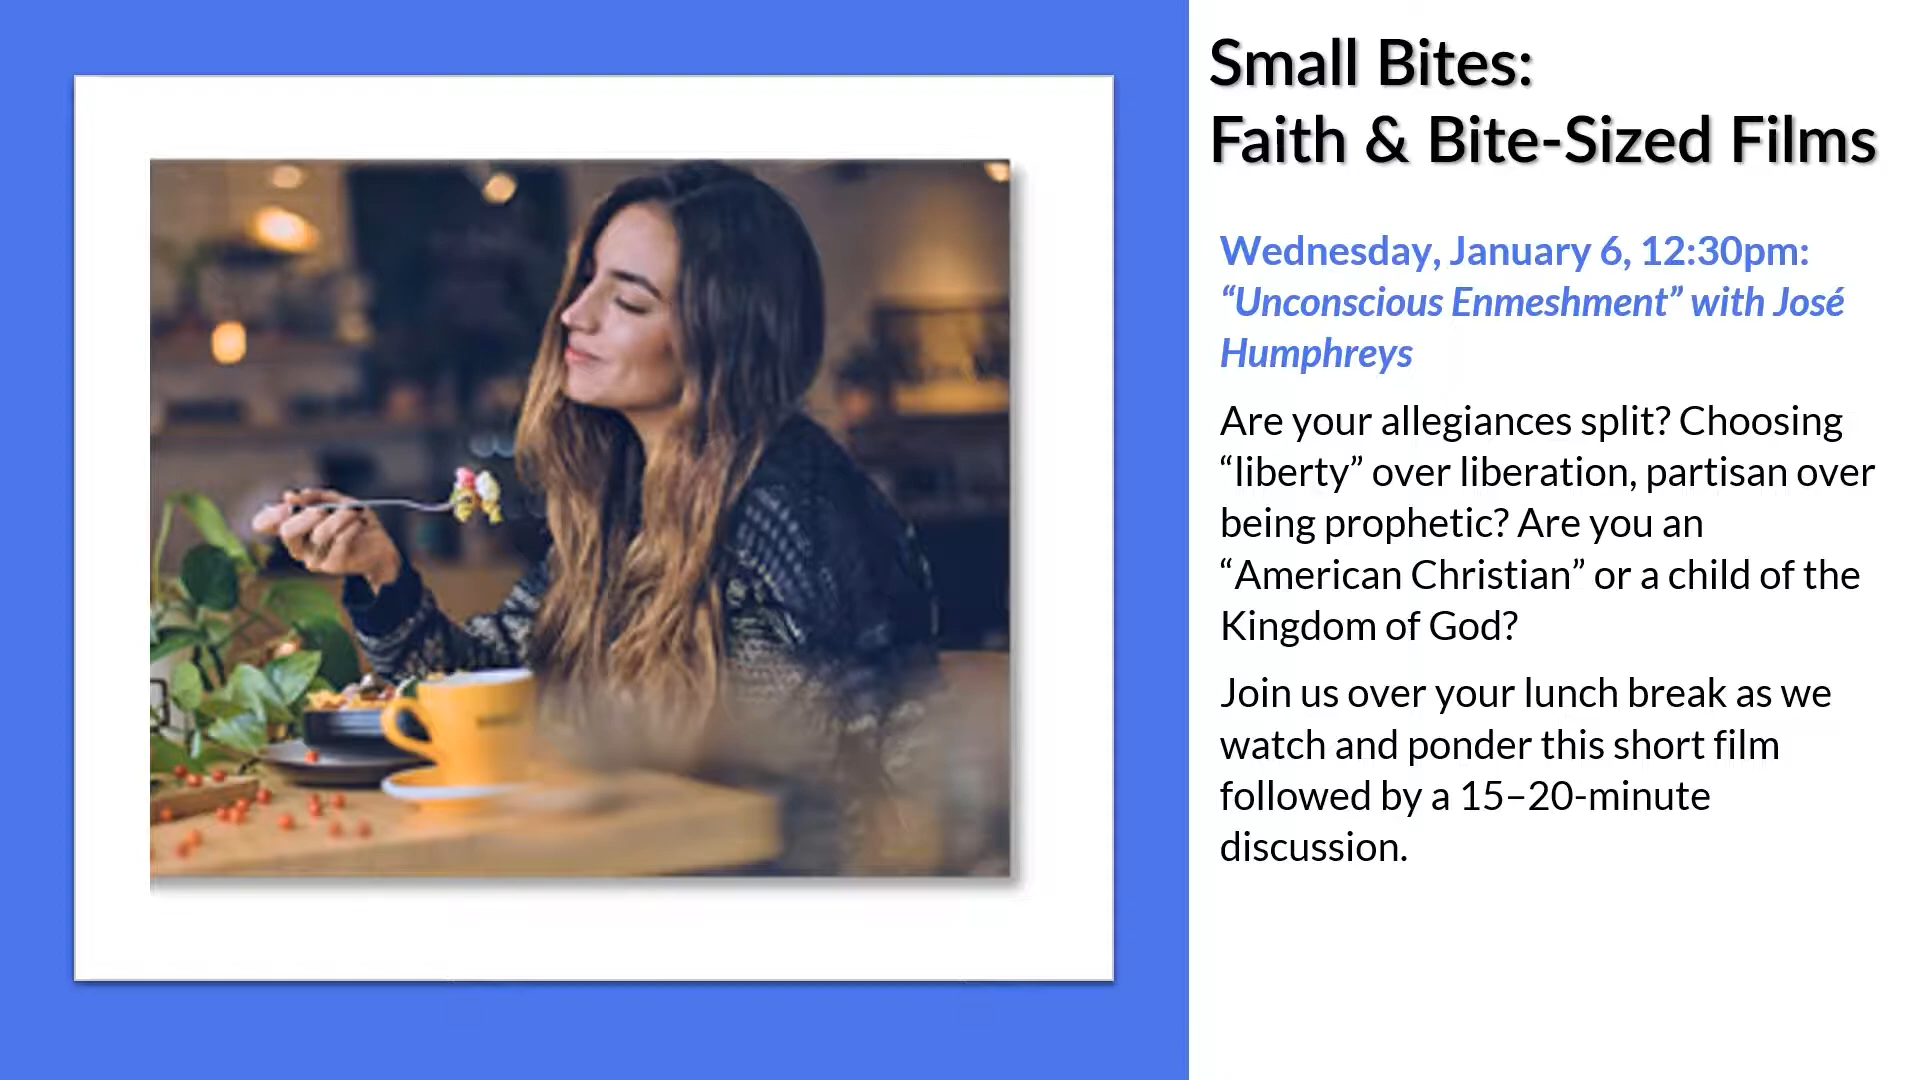 Small Bites:
Faith & Bite-Sized Films
Wednesday, January 6, 12:30pm:
“Unconscious Enmeshment” with José
Humphreys
Are your allegiances split? Choosing
“liberty” over liberation, partisan over
being prophetic? Are you an
“American Christian” or a child of the
Kingdom of God?
Join us over your lunch break as we
watch and ponder this short film
followed by a 15–20-minute
discussion.